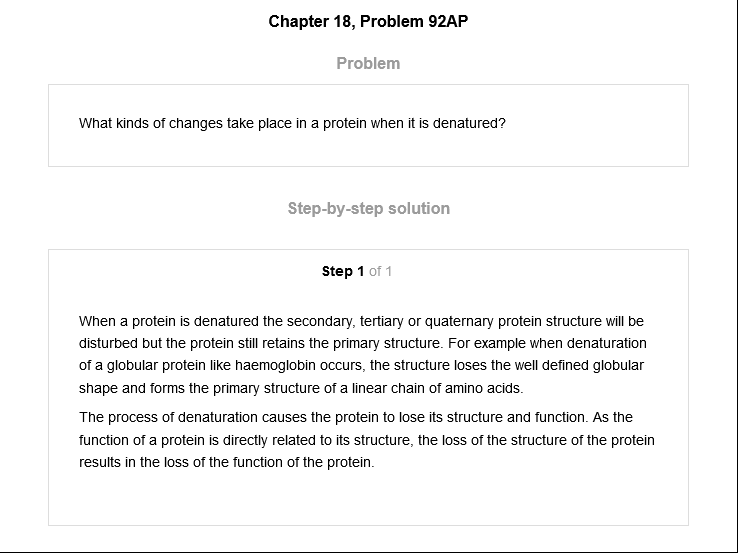 Chapter 18, Problem 92AP
Problem
What kinds of changes take place in a protein when it is denatured?
Step-by-step solution
Step 1 of 1
When a protein is denatured the secondary, tertiary or quaternary protein structure will be
disturbed but the protein still retains the primary structure. For example when denaturation
of a globular protein like haemoglobin occurs, the structure loses the well defined globular
shape and forms the primary structure of a linear chain of amino acids.
The process of denaturation causes the protein to lose its structure and function. As the
function of a protein is directly related to its structure, the loss of the structure of the protein
results in the loss of the function of the protein.